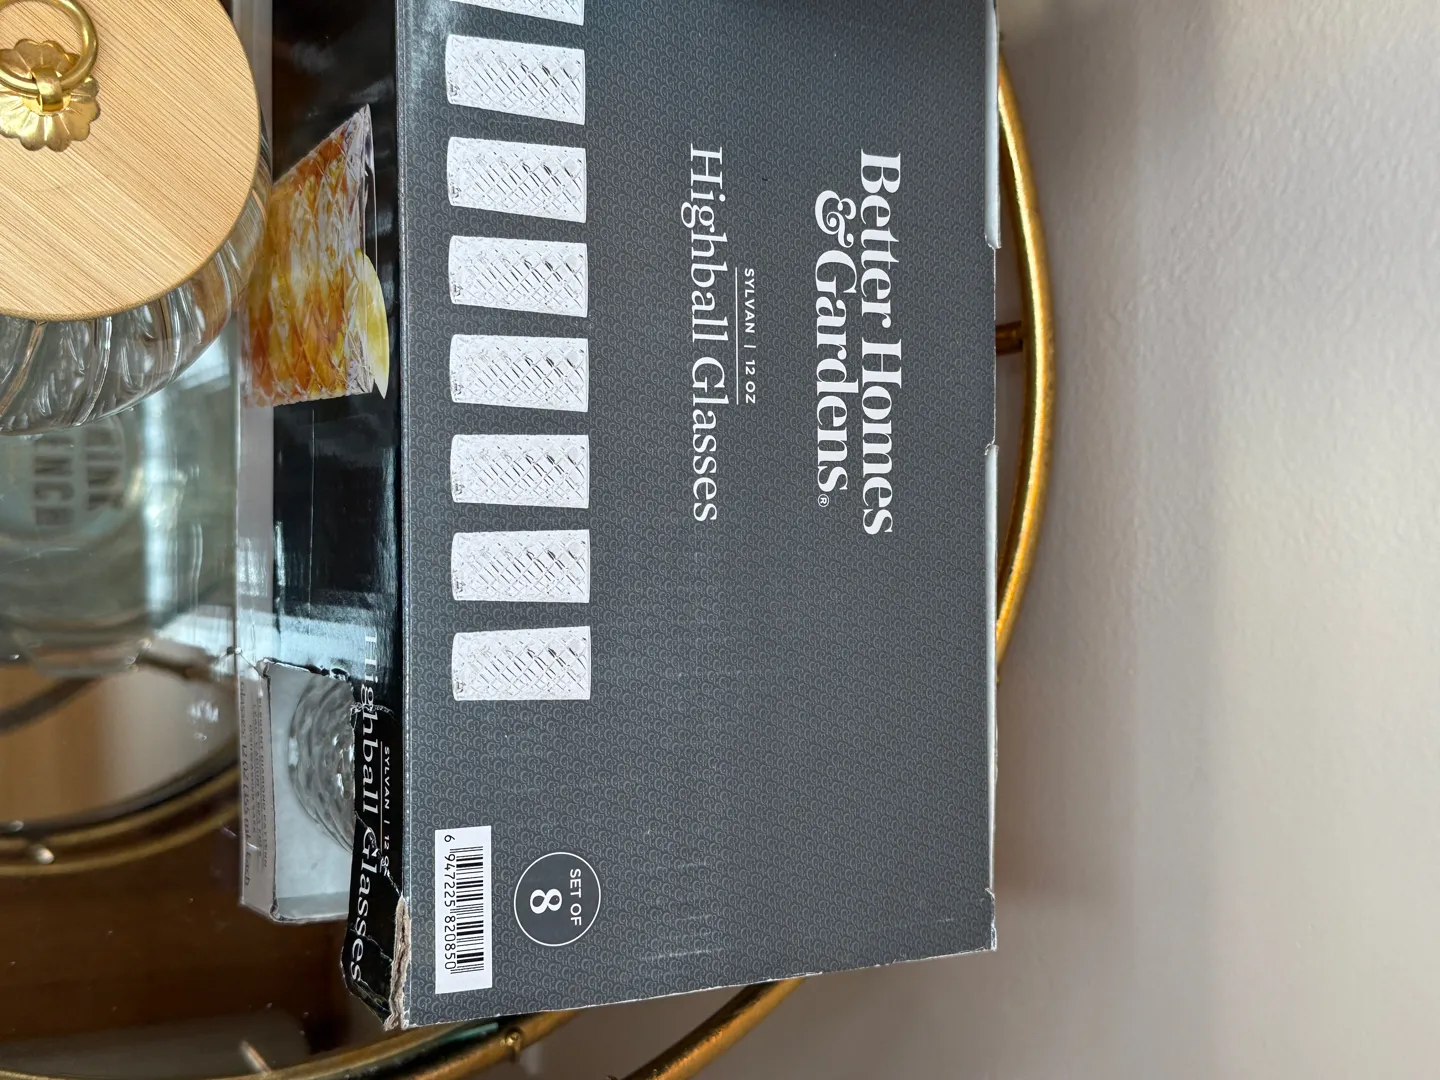 Better Homes
& Gardens®
SYLVAN | 12 OZ
Highball Glasses
SET OF
8
6 947225 820850
Highball Glasses
SYLVAN | 12 OZ